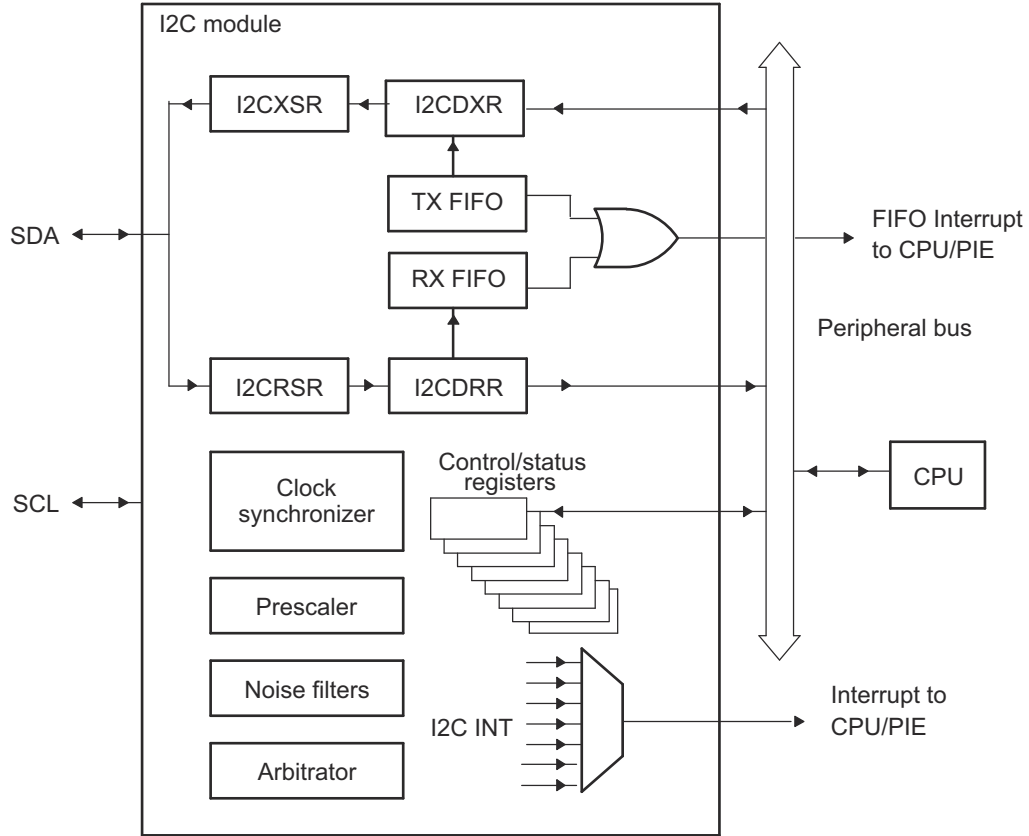 I2C module
I2CXSR
I2CDXR
TX FIFO
SDA
FIFO Interrupt
to CPU/PIE
RX FIFO
Peripheral bus
I2CRSR
I2CDRR
Control/status
registers
CPU
Clock
synchronizer
SCL
Prescaler
Noise filters
I2C INT
Interrupt to
CPU/PIE
Arbitrator